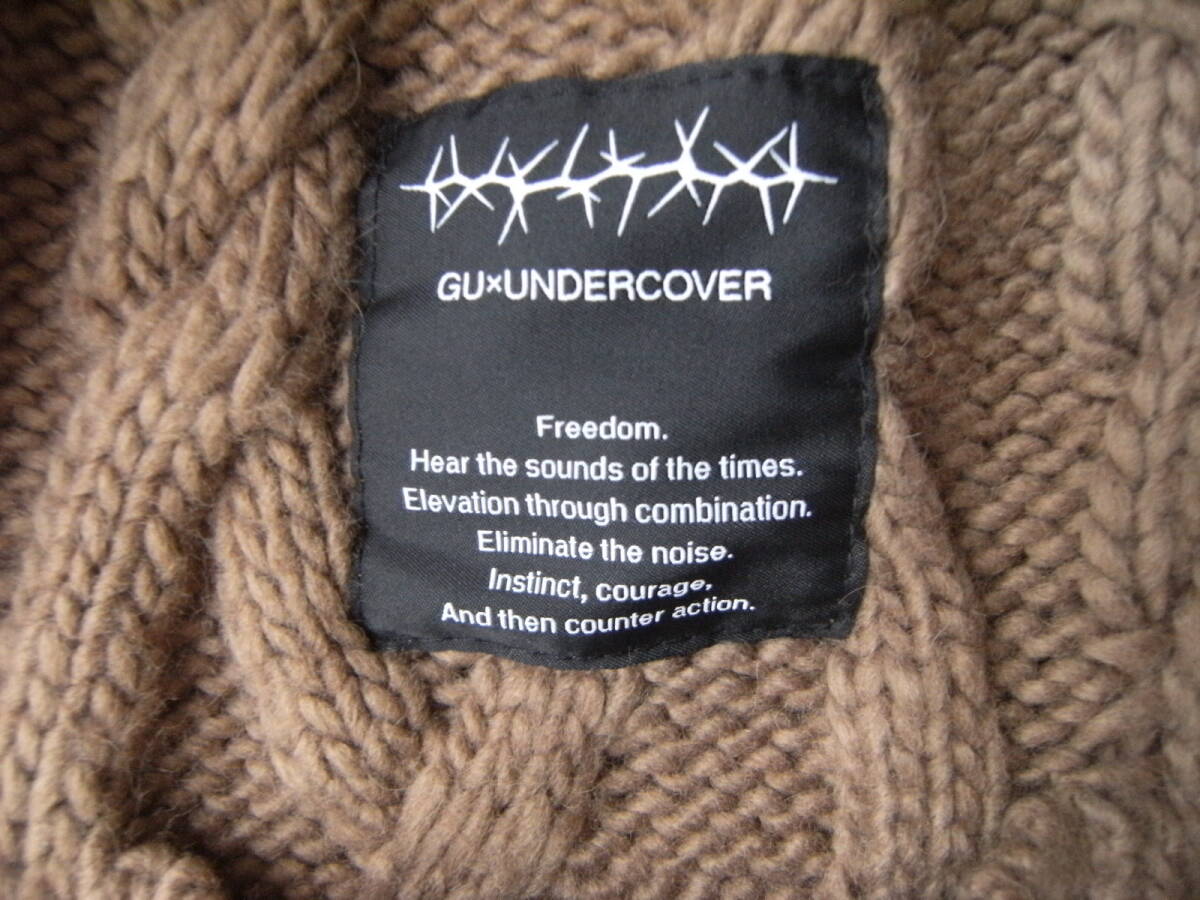 GU×UNDERCOVER
Freedom.
Hear the sounds of the times.
Elevation through combination.
Eliminate the noise.
Instinct, courage,
And then counter action.